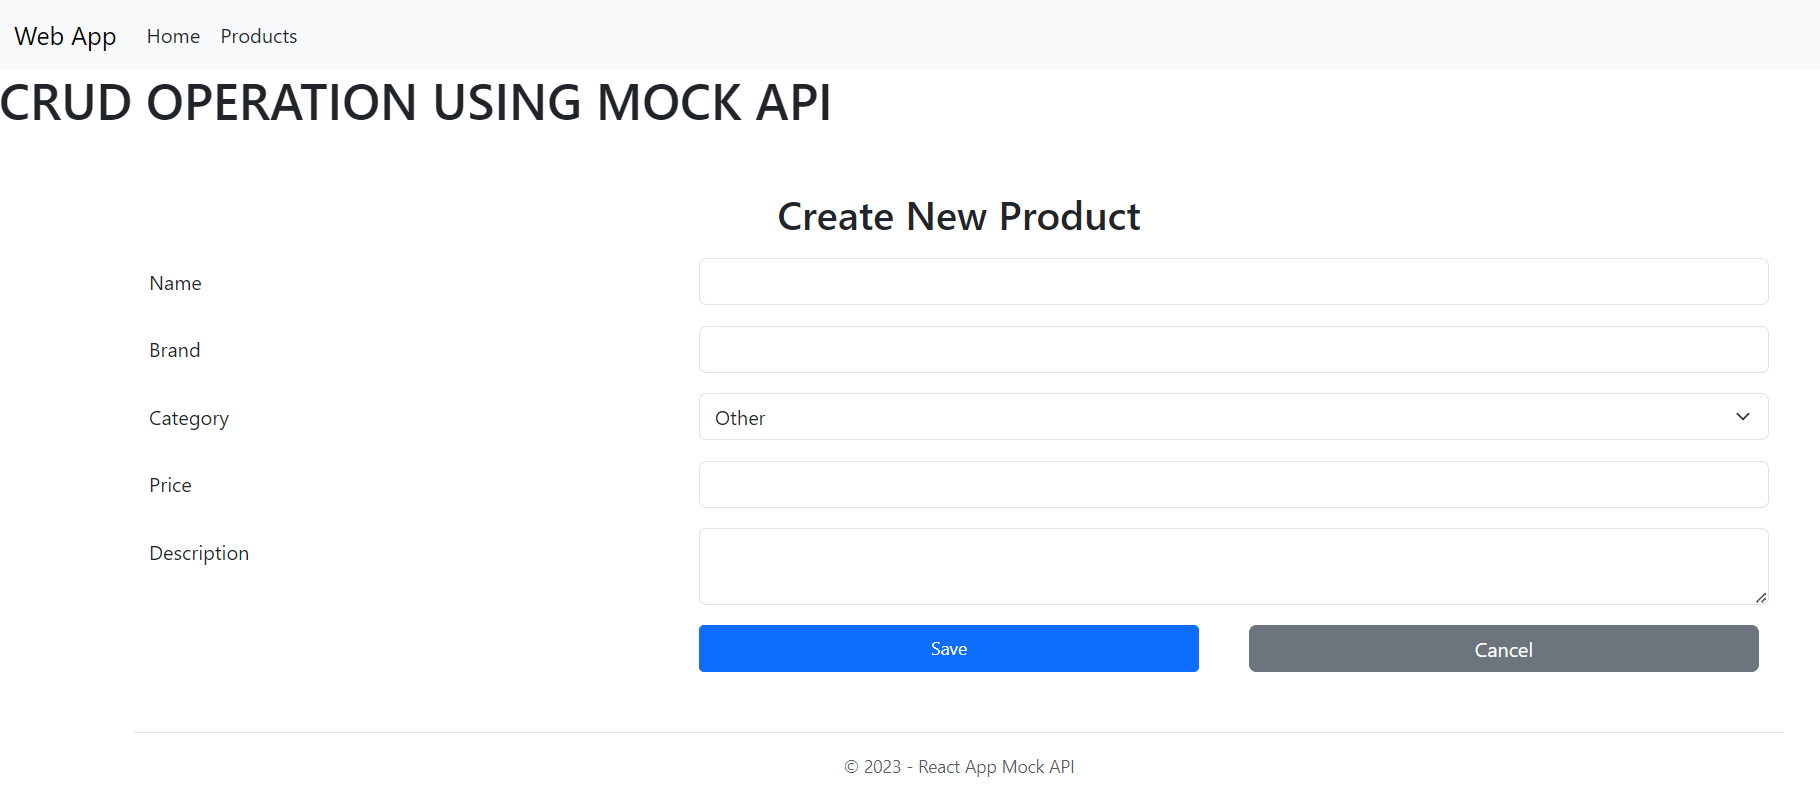 Web App Home Products
CRUD OPERATION USING MOCK API
Create New Product
Name
Brand
Category Other
Price
Description
Save Cancel
© 2023 - React App Mock API